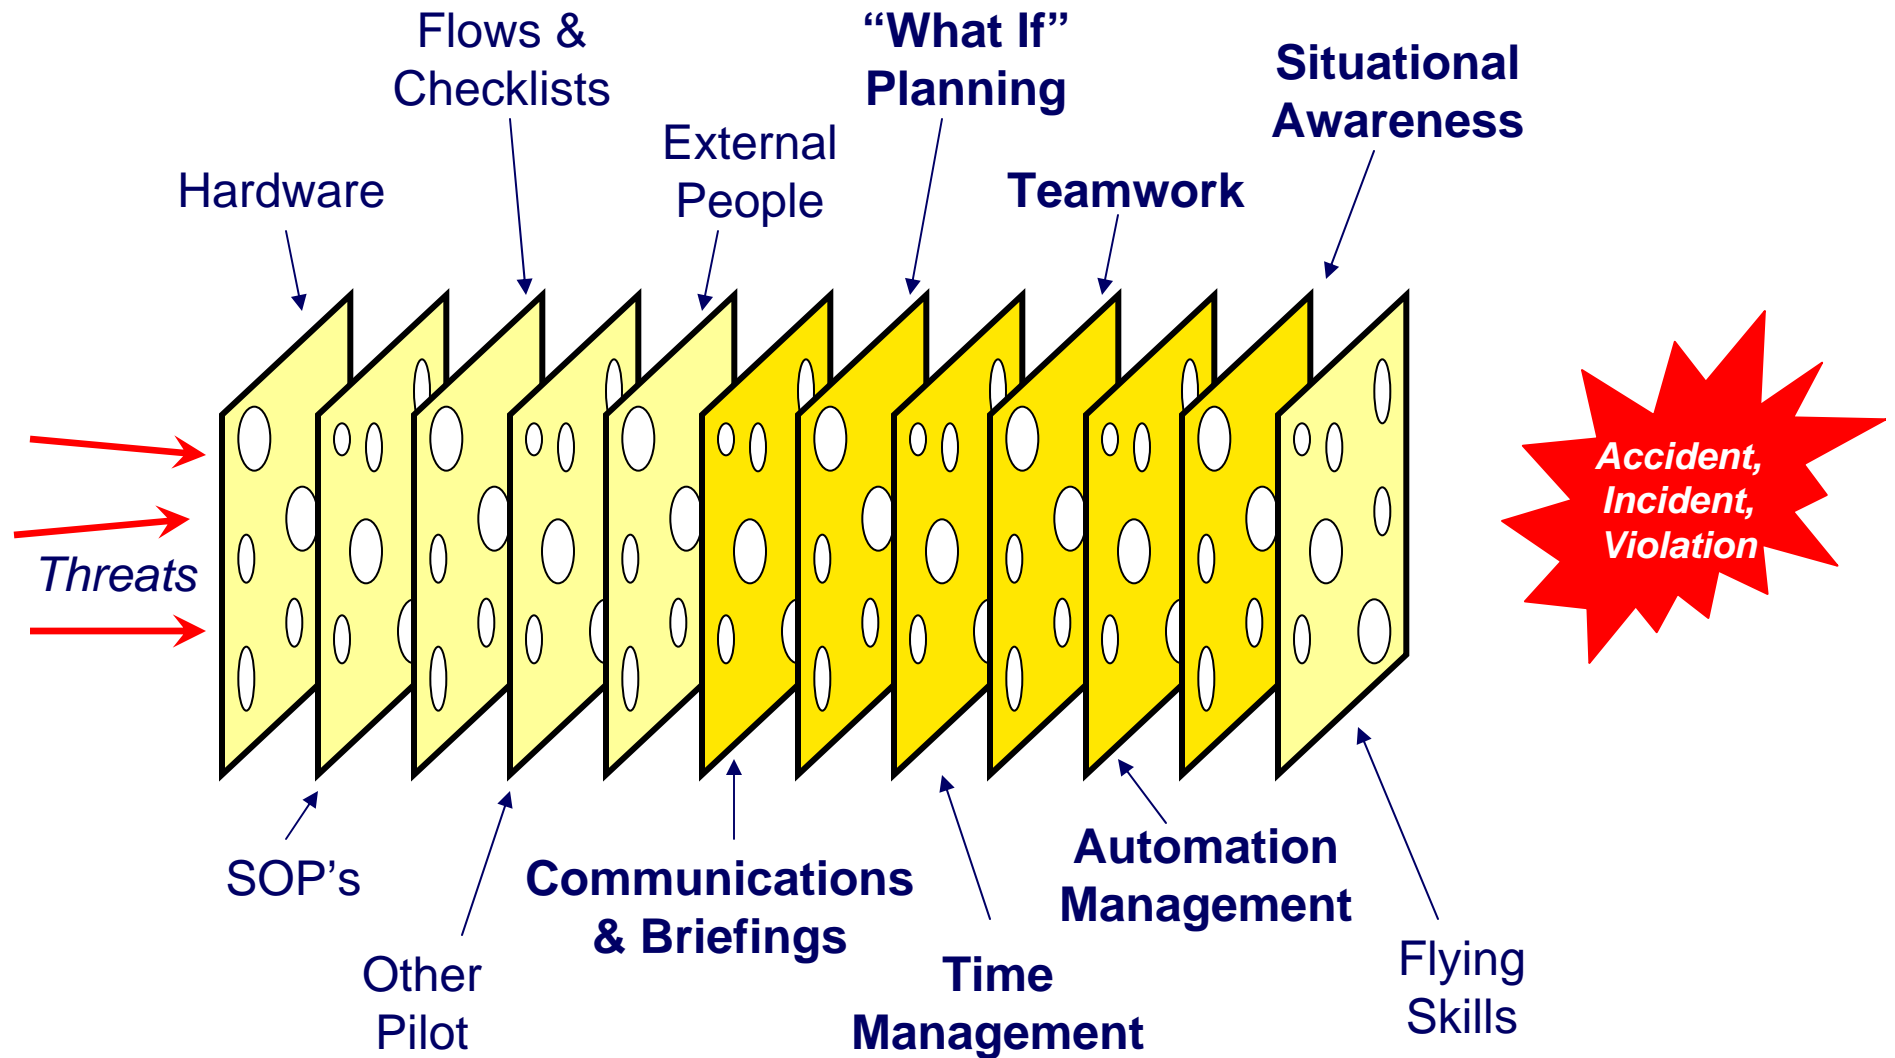 Flows &
Checklists
“What If”
Planning
Situational
Awareness
External
People
Hardware
Teamwork
Threats
Accident,
Incident,
Violation
SOP’s
Communications
& Briefings
Automation
Management
Other
Pilot
Time
Management
Flying
Skills